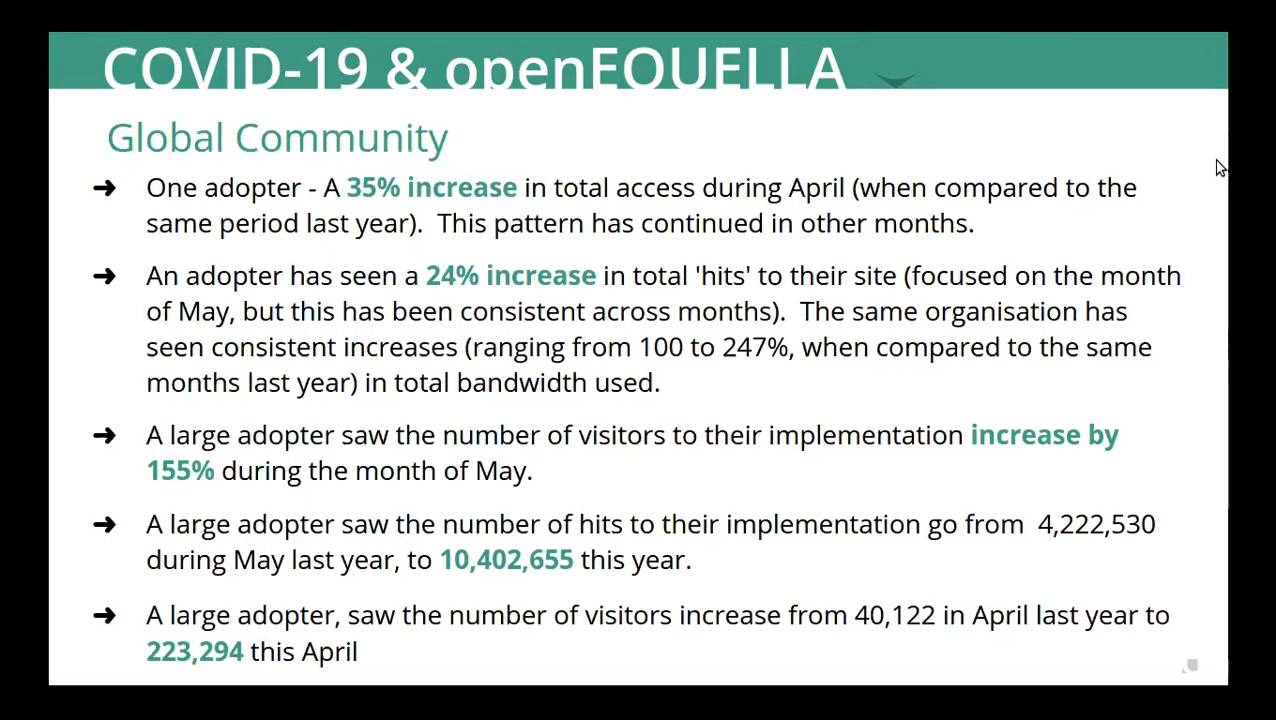 COVID-19 & openEQUELLA
Global Community
➜ One adopter - A 35% increase in total access during April (when compared to the
same period last year).  This pattern has continued in other months.
➜ An adopter has seen a 24% increase in total 'hits' to their site (focused on the month
of May, but this has been consistent across months).  The same organisation has
seen consistent increases (ranging from 100 to 247%, when compared to the same
months last year) in total bandwidth used.
➜ A large adopter saw the number of visitors to their implementation increase by
155% during the month of May.
➜ A large adopter saw the number of hits to their implementation go from  4,222,530
during May last year, to 10,402,655 this year.
➜ A large adopter, saw the number of visitors increase from 40,122 in April last year to
223,294 this April